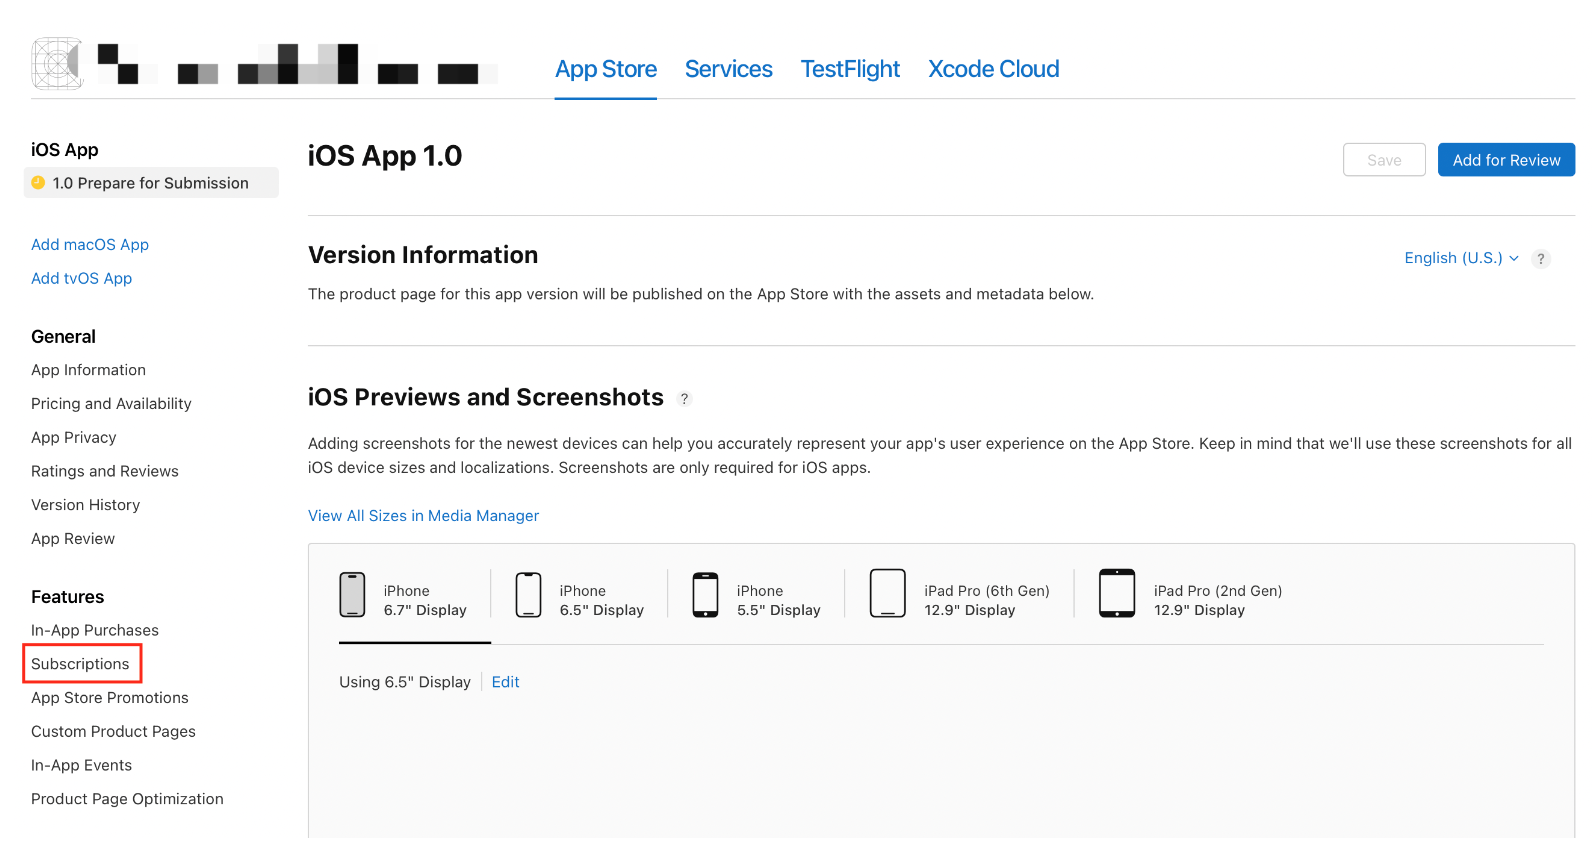 App Store Services TestFlight Xcode Cloud
iOS App
1.0 Prepare for Submission
Add macOS App
Add tvOS App
General
App Information
Pricing and Availability
App Privacy
Ratings and Reviews
Version History
App Review
Features
In-App Purchases
Subscriptions
App Store Promotions
Custom Product Pages
In-App Events
Product Page Optimization
iOS App 1.0
Save
Add for Review
Version Information
English (U.S.)
?
The product page for this app version will be published on the App Store with the assets and metadata below.
iOS Previews and Screenshots ?
Adding screenshots for the newest devices can help you accurately represent your app's user experience on the App Store. Keep in mind that we'll use these screenshots for all
iOS device sizes and localizations. Screenshots are only required for iOS apps.
View All Sizes in Media Manager
iPhone
6.7" Display
iPhone
6.5" Display
iPhone
5.5" Display
iPad Pro (6th Gen)
12.9" Display
iPad Pro (2nd Gen)
12.9" Display
Using 6.5" Display
Edit